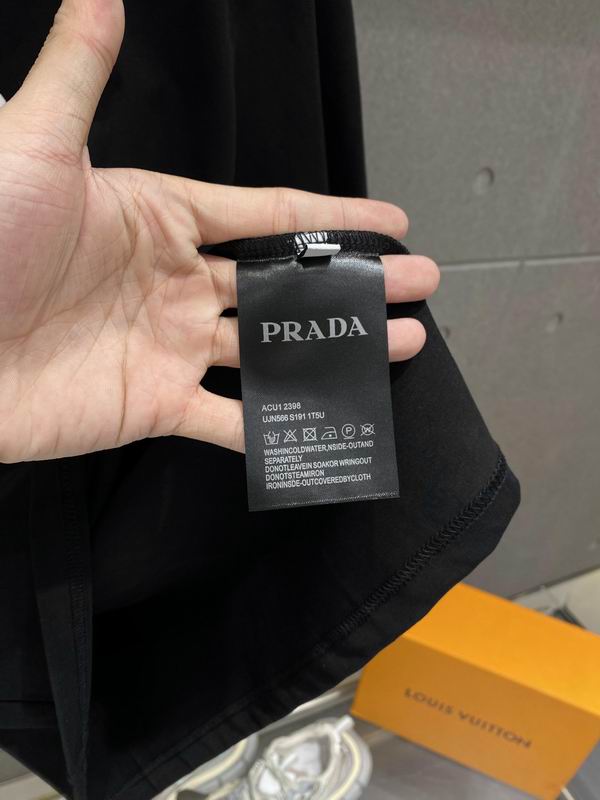 PRADA
ACU1 2398
UJN566 S191 1T5U
P
WASHINCOLDWATER,NSIDE-OUTAND
SEPARATELY
DONOTLEAVEIN SOAKOR WRINGOUT
DONOTSTEAMIRON
IRONINSIDE-OUTCOVEREDBYCLOTH
LOUIS VUITTON